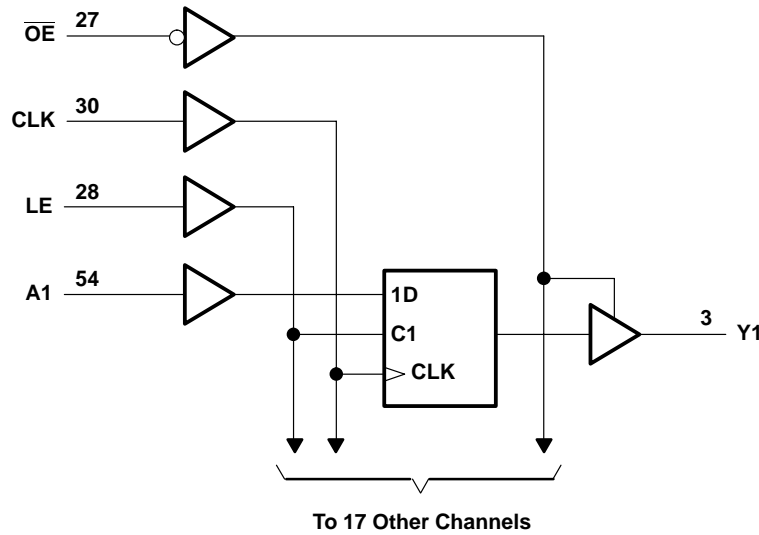 OE 27
CLK 30
LE 28
A1 54
1D
C1
CLK
3 Y1
To 17 Other Channels